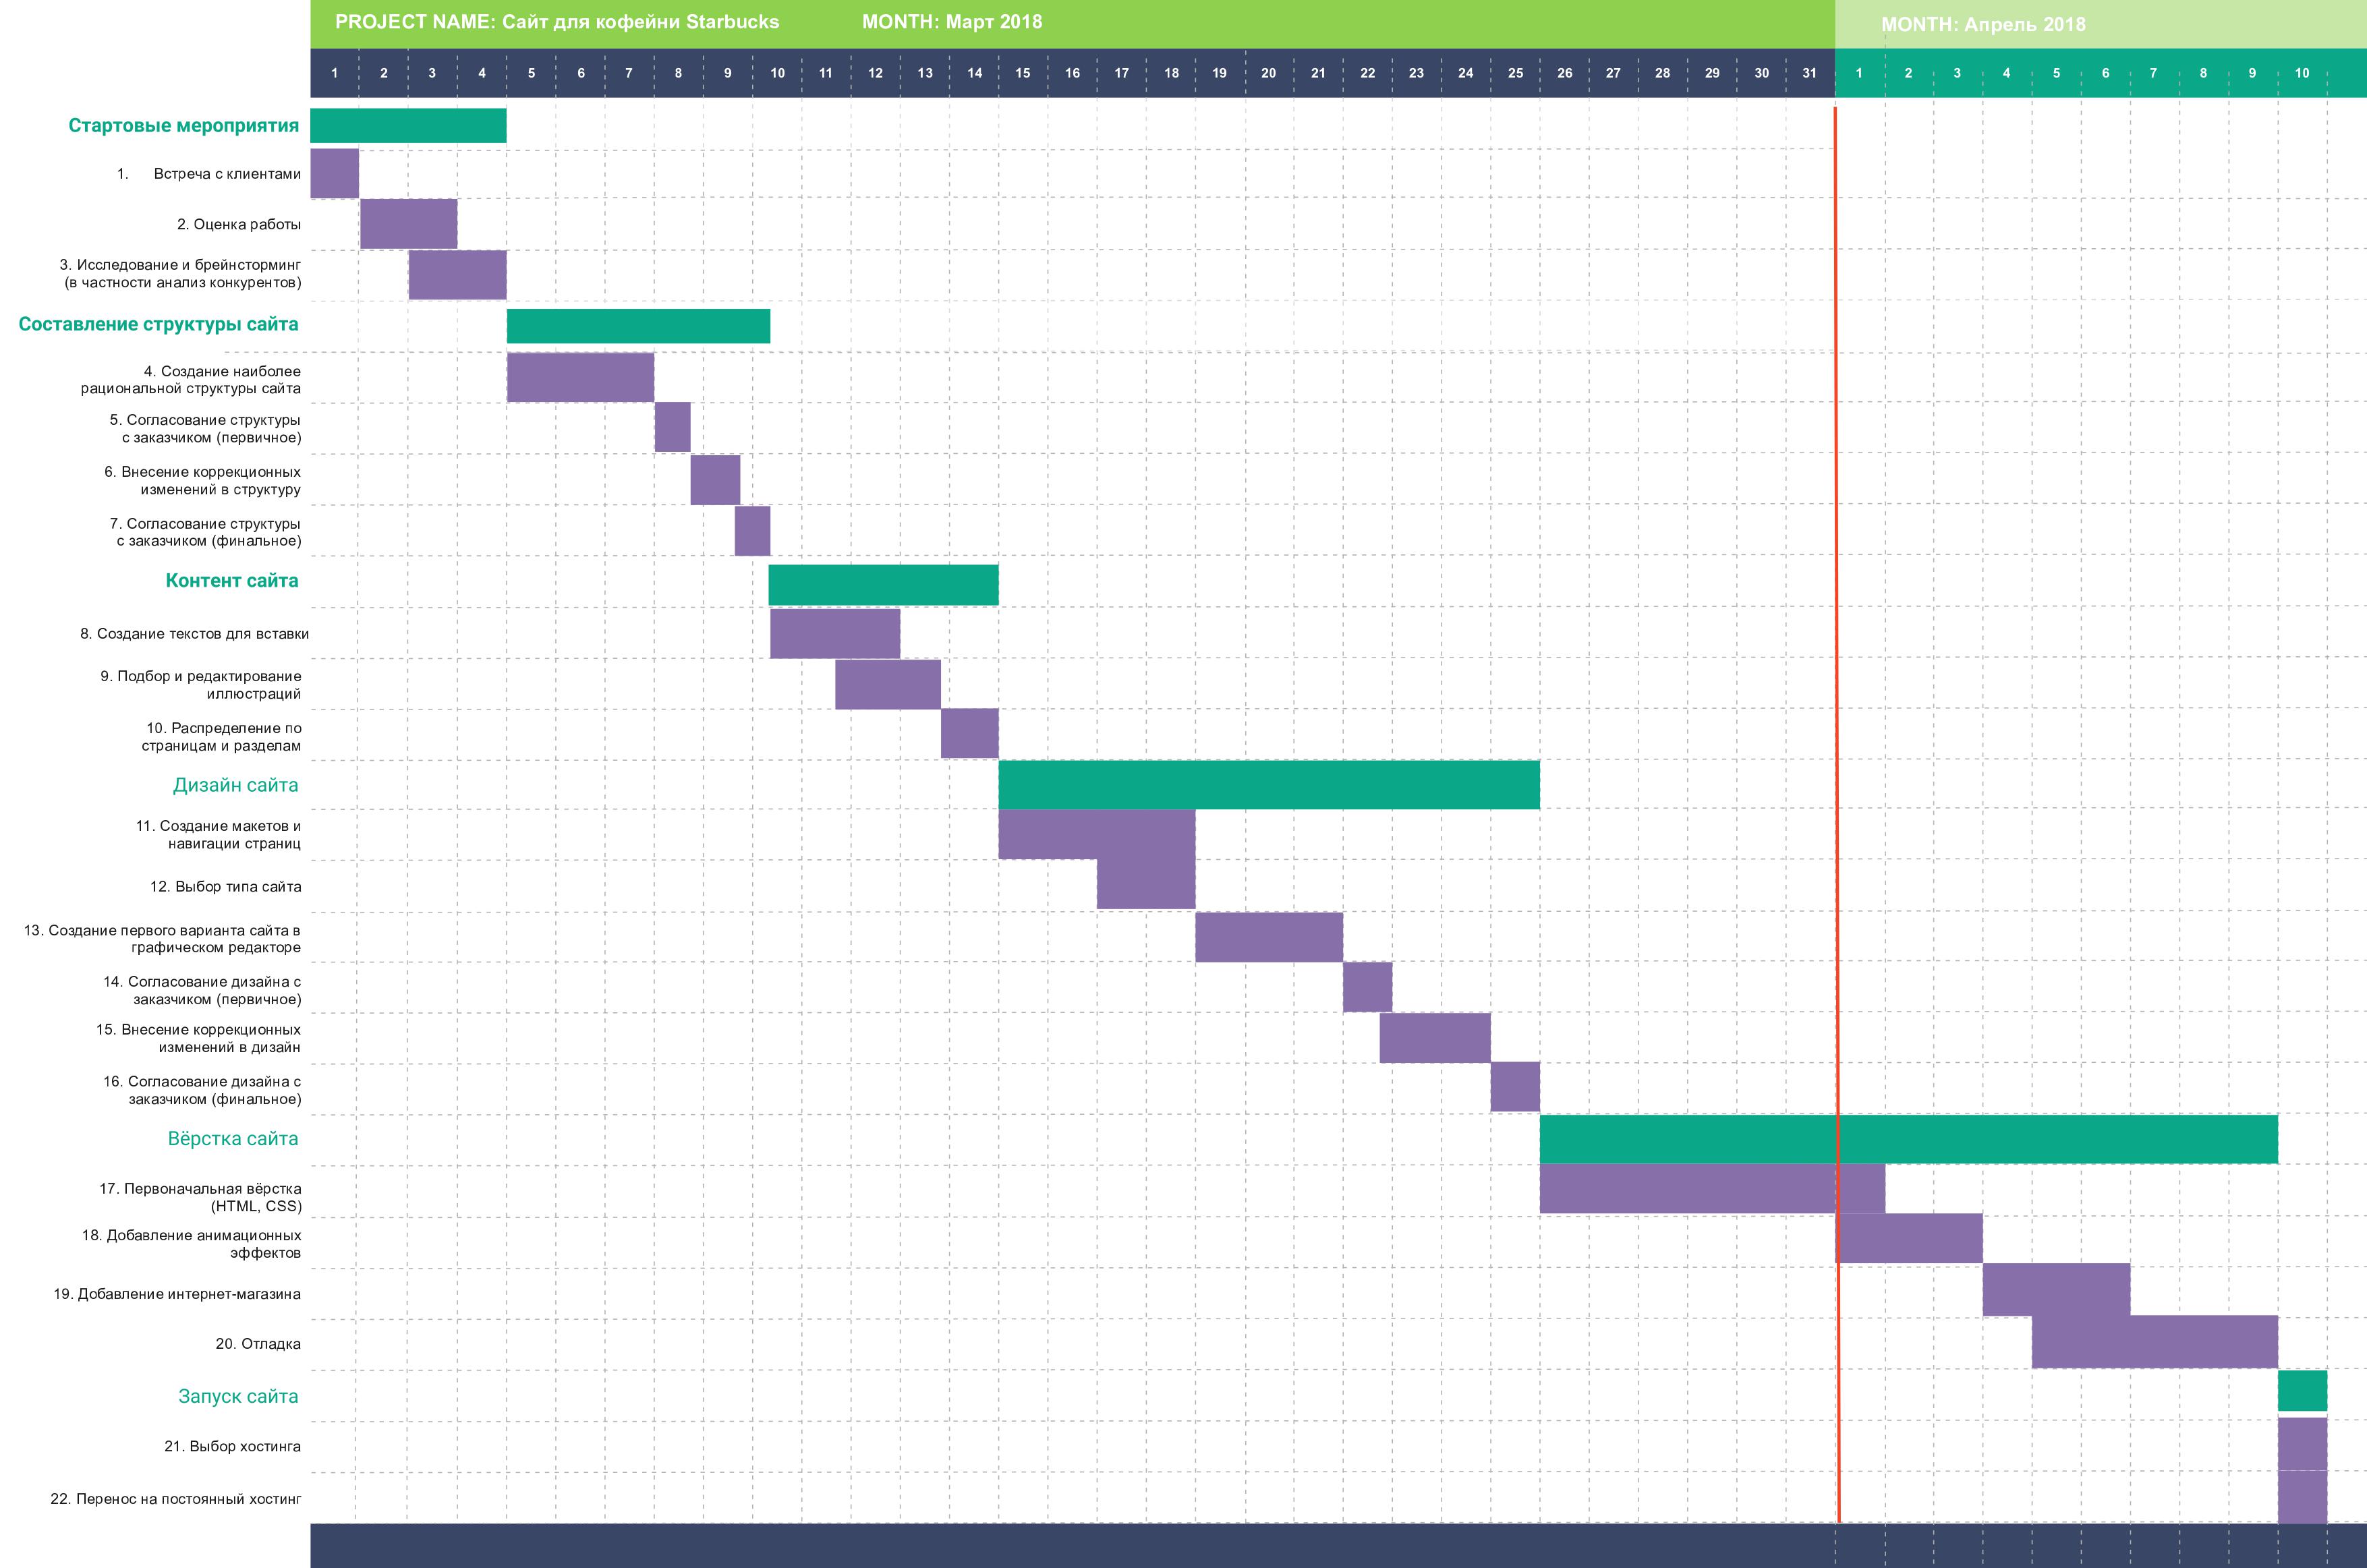 PROJECT NAME: Сайт для кофейни Starbucks MONTH: Март 2018 MONTH: Апрель 2018
1 2 3 4 5 6 7 8 9 10 11 12 13 14 15 16 17 18 19 20 21 22 23 24 25 26 27 28 29 30 31 1 2 3 4 5 6 7 8 9 10
Стартовые мероприятия
1. Встреча с клиентами
2. Оценка работы
3. Исследование и брейнсторминг
(в частности анализ конкурентов)
Составление структуры сайта
4. Создание наиболее
рациональной структуры сайта
5. Согласование структуры
с заказчиком (первичное)
6. Внесение коррекционных
изменений в структуру
7. Согласование структуры
с заказчиком (финальное)
Контент сайта
8. Создание текстов для вставки
9. Подбор и редактирование
иллюстраций
10. Распределение по
страницам и разделам
Дизайн сайта
11. Создание макетов и
навигации страниц
12. Выбор типа сайта
13. Создание первого варианта сайта в
графическом редакторе
14. Согласование дизайна с
заказчиком (первичное)
15. Внесение коррекционных
изменений в дизайн
16. Согласование дизайна с
заказчиком (финальное)
Вёрстка сайта
17. Первоначальная вёрстка
(HTML, CSS)
18. Добавление анимационных
эффектов
19. Добавление интернет-магазина
20. Отладка
Запуск сайта
21. Выбор хостинга
22. Перенос на постоянный хостинг